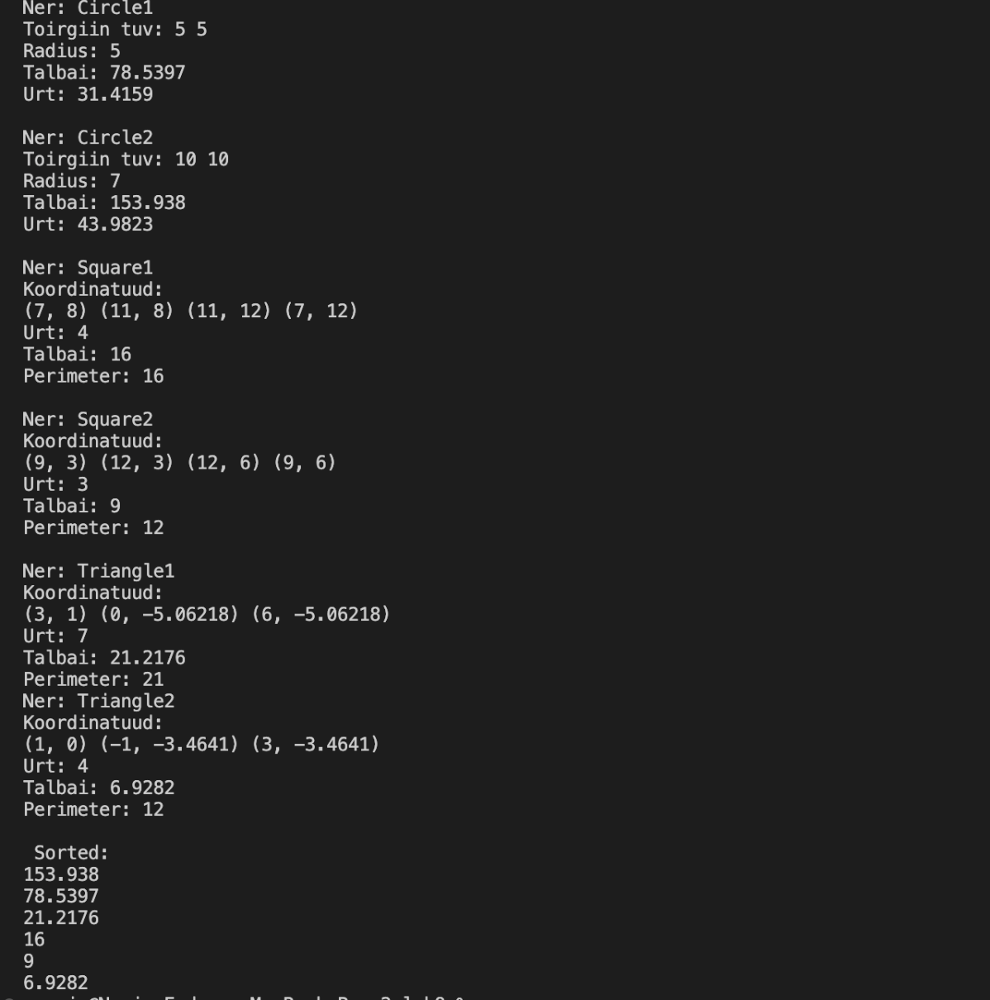 Ner: Circle1
Toirgiin tuv: 5 5
Radius: 5
Talbai: 78.5397
Urt: 31.4159
Ner: Circle2
Toirgiin tuv: 10 10
Radius: 7
Talbai: 153.938
Urt: 43.9823
Ner: Square1
Koordinatuud:
(7, 8) (11, 8) (11, 12) (7, 12)
Urt: 4
Talbai: 16
Perimeter: 16
Ner: Square2
Koordinatuud:
(9, 3) (12, 3) (12, 6) (9, 6)
Urt: 3
Talbai: 9
Perimeter: 12
Ner: Triangle1
Koordinatuud:
(3, 1) (0, -5.06218) (6, -5.06218)
Urt: 7
Talbai: 21.2176
Perimeter: 21
Ner: Triangle2
Koordinatuud:
(1, 0) (-1, -3.4641) (3, -3.4641)
Urt: 4
Talbai: 6.9282
Perimeter: 12
Sorted:
153.938
78.5397
21.2176
16
9
6.9282